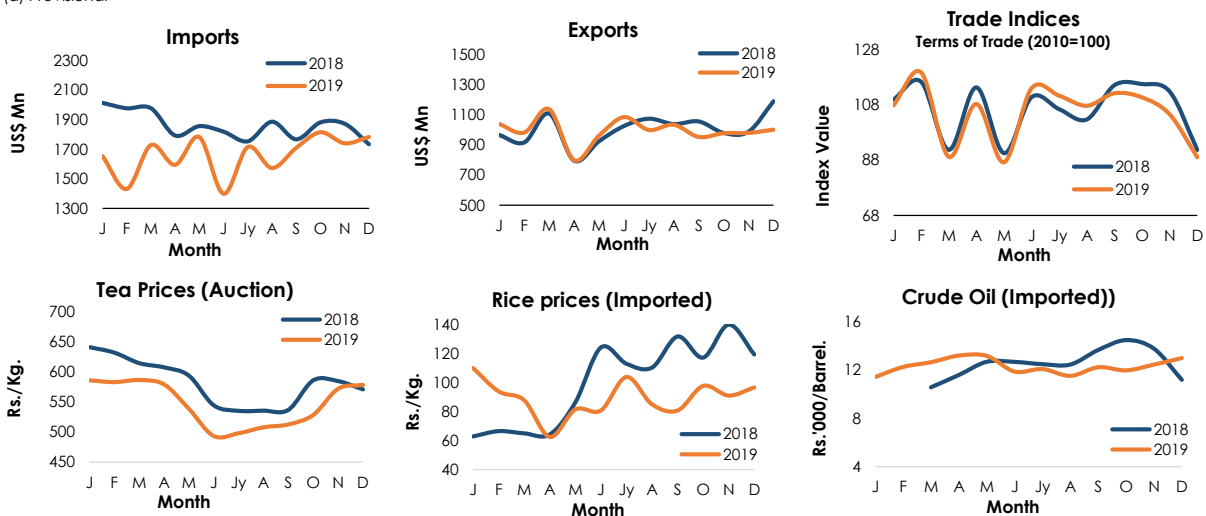 Imports
US$ Mn
2300
2100
1900
1700
1500
1300
2018
2019
J F M A M J Jy A S O N D
Month
Exports
US$ Mn
1500
1300
1100
900
700
500
2018
2019
J F M A M J Jy A S O N D
Month
Trade Indices
Terms of Trade (2010=100)
Index Value
128
108
88
68
2018
2019
J F M A M J Jy A S O N D
Month
Tea Prices (Auction)
Rs./Kg.
700
650
600
550
500
450
2018
2019
J F M A M J Jy A S O N D
Month
Rice prices (Imported)
Rs./Kg.
140
120
100
80
60
40
2018
2019
J F M A M J Jy A S O N D
Month
Crude Oil (Imported))
Rs.'000/Barrel.
16
12
8
4
2018
2019
J F M A M J Jy A S O N D
Month